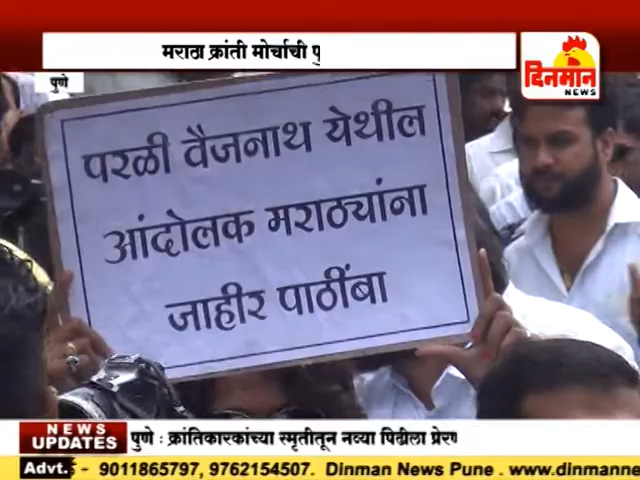 मराठा क्रांती मोर्चाची पु
दिनमान
NEWS
पुणे
परळी वैजनाथ येथील
आंदोलक मराठ्यांना
जाहीर पाठींबा
NEWS
UPDATES
पुणे : क्रांतिकारकांच्या स्मृतीतून नव्या पिढीला प्रेरण
Advt. - 9011865797, 9762154507. Dinman News Pune . www.dinmanne